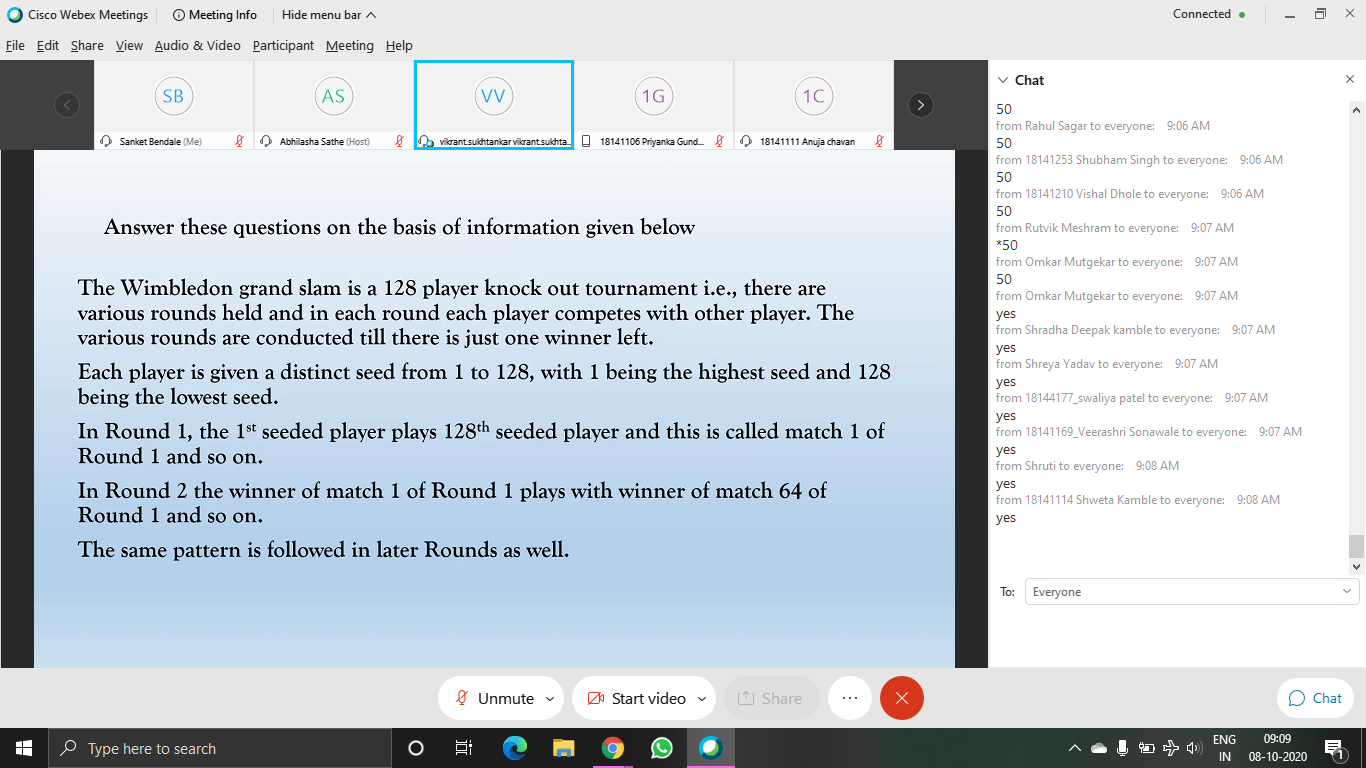 Cisco Webex Meetings
Meeting Info
Hide menu bar
Connected
File Edit Share View Audio & Video Participant Meeting Help
SB
AS
VV
1G
1C
Sanket Bendale (Me)
Abhilasha Sathe (Host)
vikrant.sukhtankar vikrant.sukhta...
18141106 Priyanka Gund...
18141111 Anuja chavan
Answer these questions on the basis of information given below
The Wimbledon grand slam is a 128 player knock out tournament i.e., there are
various rounds held and in each round each player competes with other player. The
various rounds are conducted till there is just one winner left.
Each player is given a distinct seed from 1 to 128, with 1 being the highest seed and 128
being the lowest seed.
In Round 1, the 1st seeded player plays 128th seeded player and this is called match 1 of
Round 1 and so on.
In Round 2 the winner of match 1 of Round 1 plays with winner of match 64 of
Round 1 and so on.
The same pattern is followed in later Rounds as well.
Chat
50
from Rahul Sagar to everyone: 9:06 AM
50
from 18141253 Shubham Singh to everyone: 9:06 AM
50
from 18141210 Vishal Dhole to everyone: 9:06 AM
50
from Rutvik Meshram to everyone: 9:07 AM
*50
from Omkar Mutgekar to everyone: 9:07 AM
50
from Omkar Mutgekar to everyone: 9:07 AM
yes
from Shradha Deepak kamble to everyone: 9:07 AM
yes
from Shreya Yadav to everyone: 9:07 AM
yes
from 18144177_swaliya patel to everyone: 9:07 AM
yes
from 18141169_Veerashri Sonawale to everyone: 9:07 AM
yes
from Shruti to everyone: 9:08 AM
yes
from 18141114 Shweta Kamble to everyone: 9:08 AM
yes
To: Everyone
Unmute
Start video
Share
Chat
Type here to search
ENG
IN
09:09
08-10-2020
1